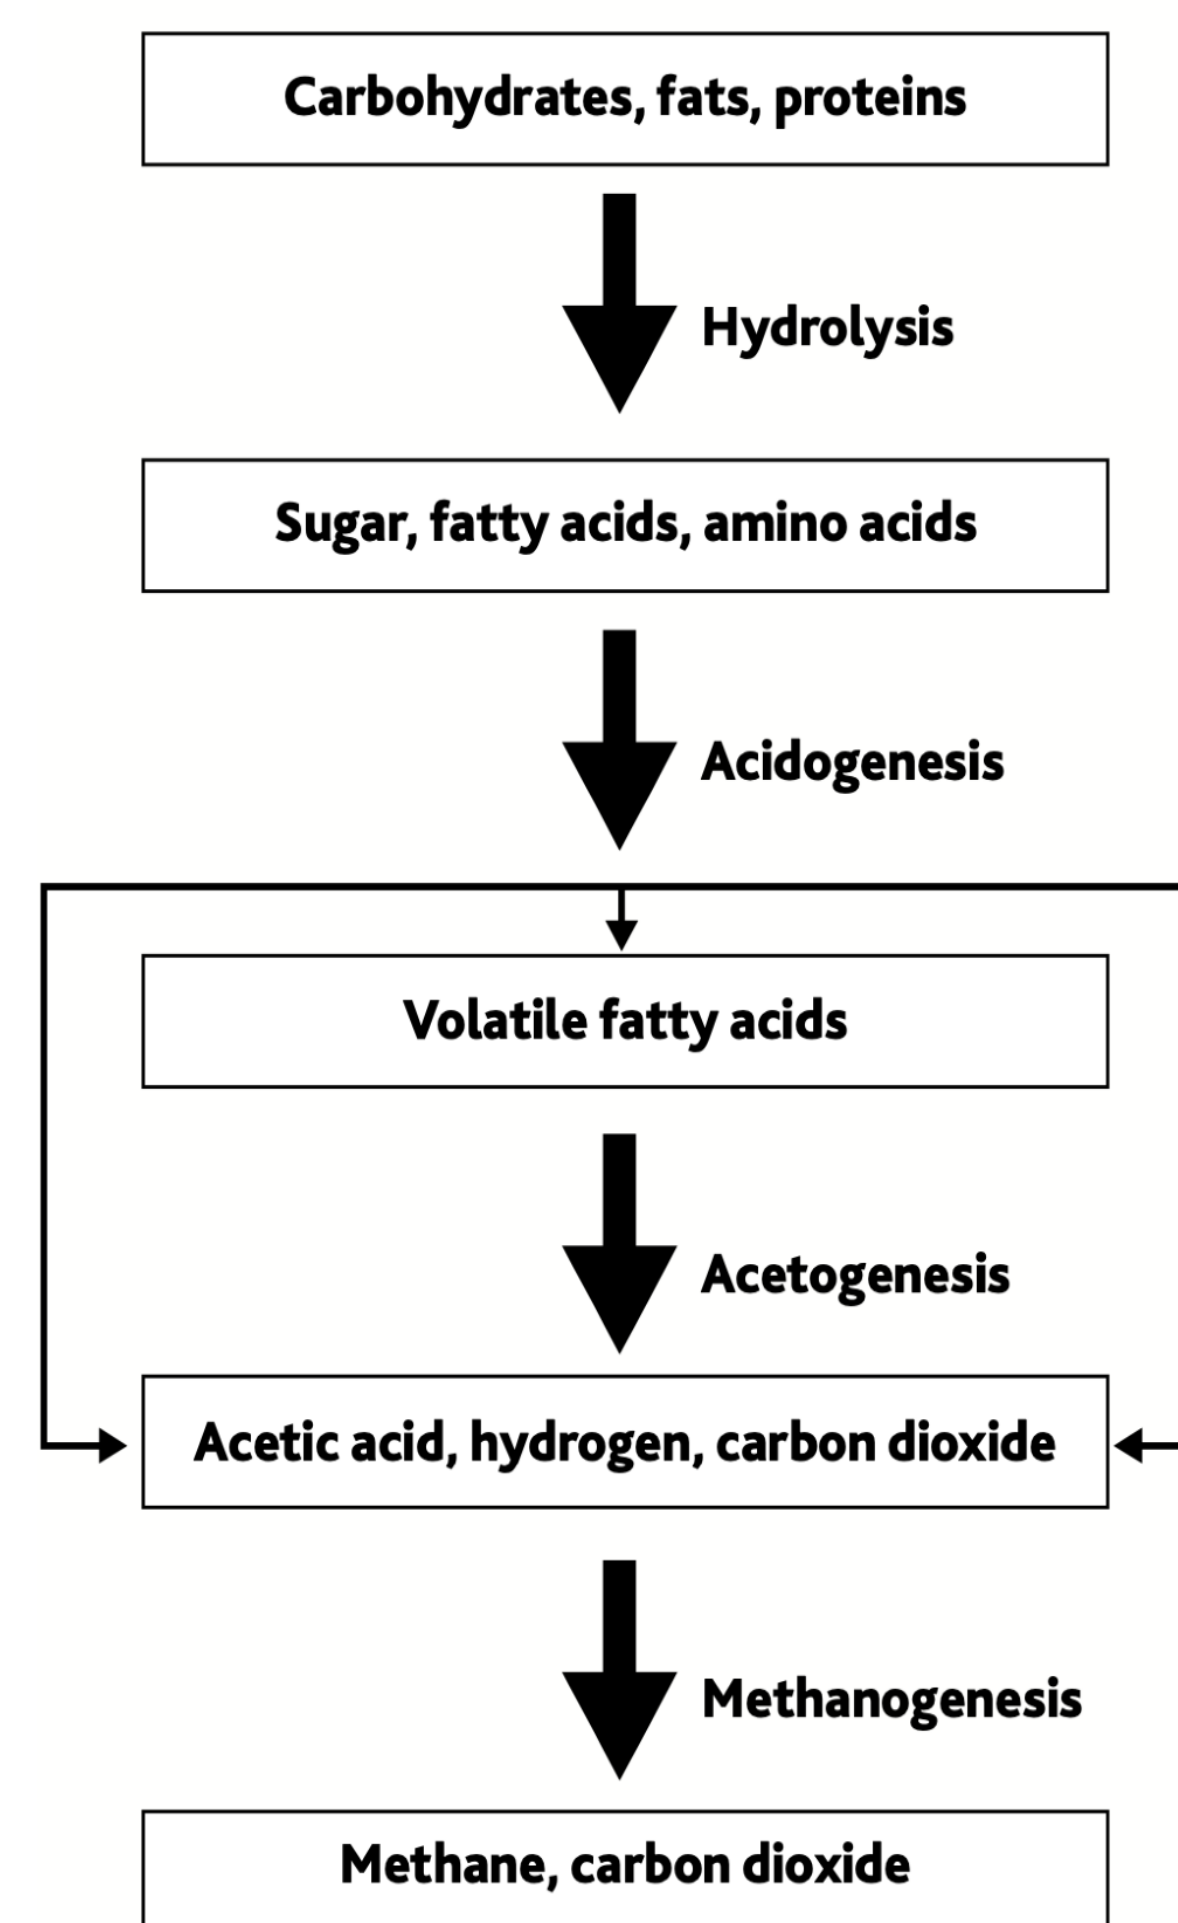 Carbohydrates, fats, proteins
Hydrolysis
Sugar, fatty acids, amino acids
Acidogenesis
Volatile fatty acids
Acetogenesis
Acetic acid, hydrogen, carbon dioxide
Methanogenesis
Methane, carbon dioxide